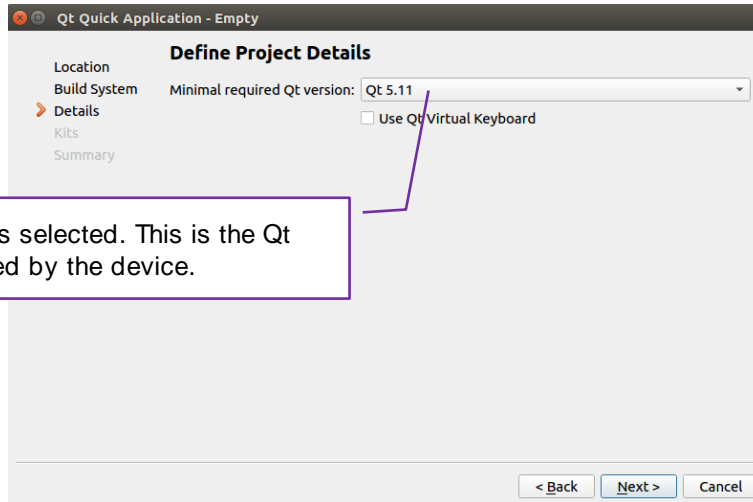 Qt Quick Application - Empty
Define Project Details
Location
Build System
Details
Kits
Summary
Minimal required Qt version: Qt 5.11
Use Qt Virtual Keyboard
selected. This is the Qt
by the device.
< Back Next > Cancel